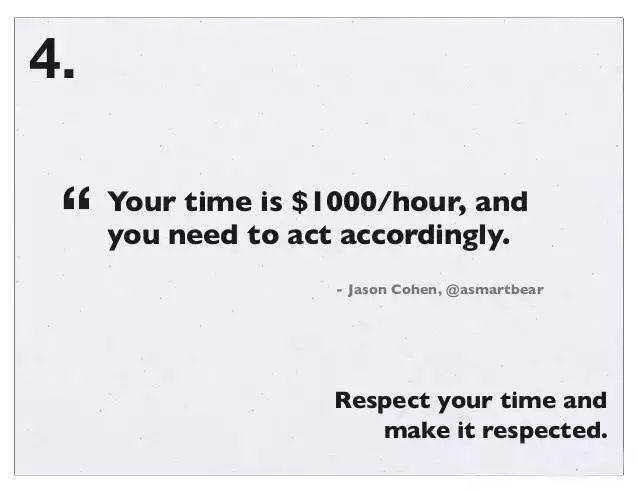 4.
“ Your time is $1000/hour, and
you need to act accordingly.
- Jason Cohen, @asmartbear
Respect your time and
make it respected.